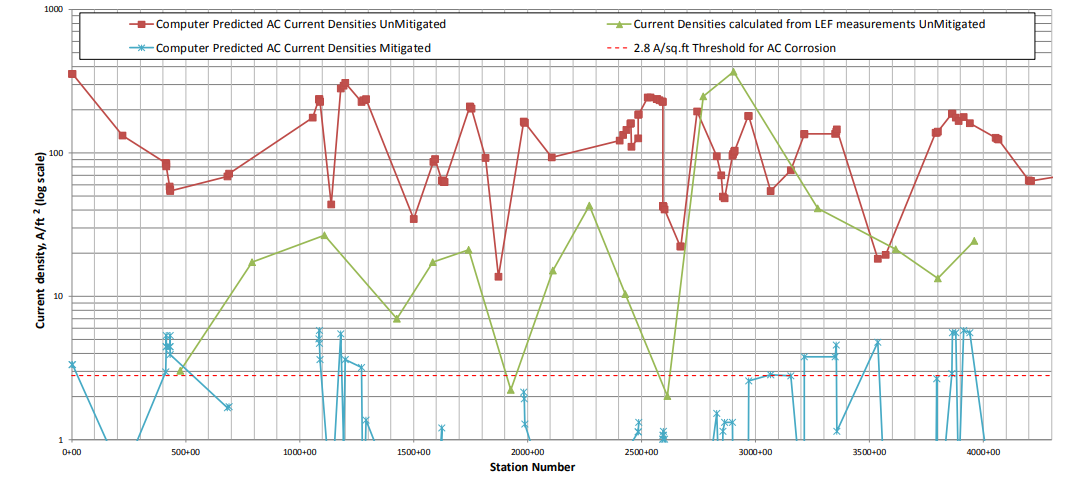 1000
Computer Predicted AC Current Densities UnMitigated
Current Densities calculated from LEF measurements UnMitigated
Computer Predicted AC Current Densities Mitigated
2.8 A/sq.ft Threshold for AC Corrosion
100
10
1
Current density, A/ft 2 (log scale)
0+00 500+00 1000+00 1500+00 2000+00 2500+00 3000+00 3500+00 4000+00
Station Number